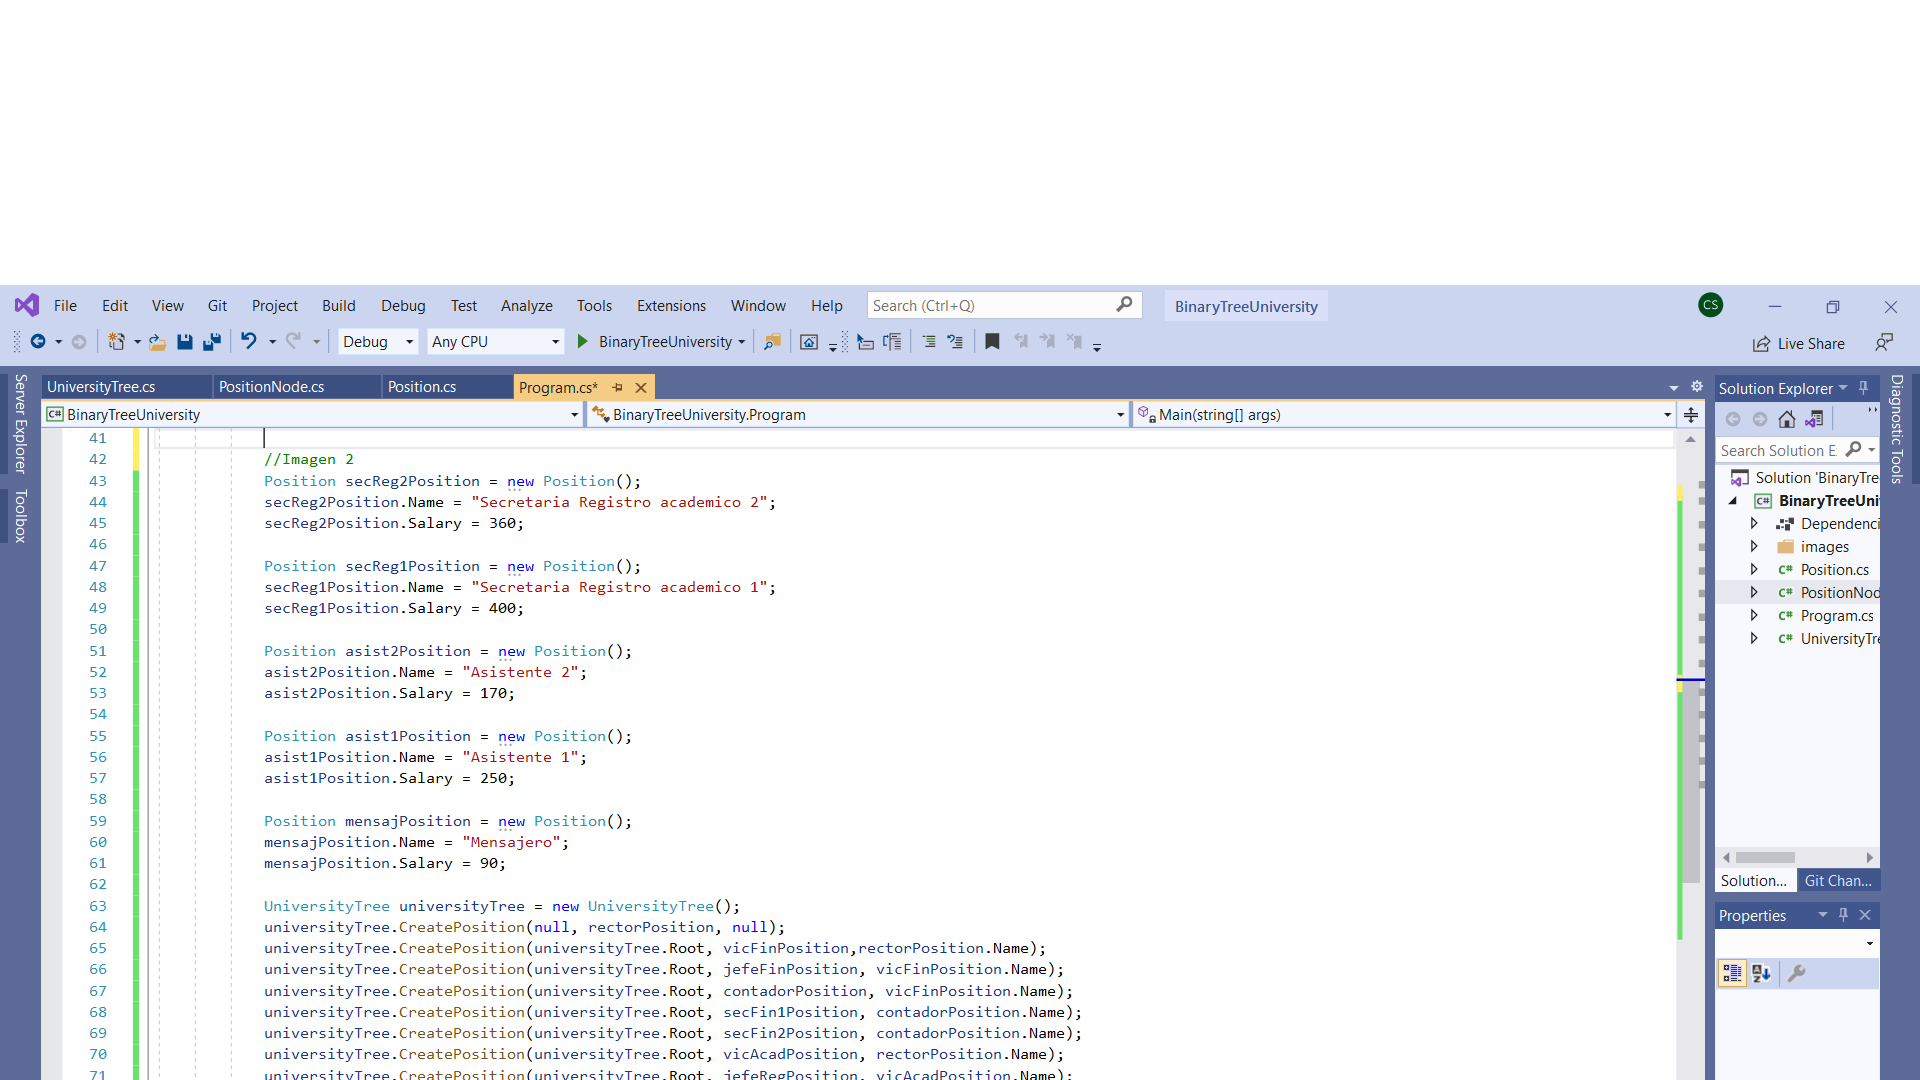 File Edit View Git Project Build Debug Test Analyze Tools Extensions Window Help Search (Ctrl+Q) BinaryTreeUniversity CS
Debug Any CPU BinaryTreeUniversity Live Share
Server Explorer
Toolbox
UniversityTree.cs PositionNode.cs Position.cs Program.cs*
BinaryTreeUniversity BinaryTreeUniversity.Program Main(string[] args)
41
42 //Imagen 2
43 Position secReg2Position = new Position();
44 secReg2Position.Name = "Secretaria Registro academico 2";
45 secReg2Position.Salary = 360;
46
47 Position secReg1Position = new Position();
48 secReg1Position.Name = "Secretaria Registro academico 1";
49 secReg1Position.Salary = 400;
50
51 Position asist2Position = new Position();
52 asist2Position.Name = "Asistente 2";
53 asist2Position.Salary = 170;
54
55 Position asist1Position = new Position();
56 asist1Position.Name = "Asistente 1";
57 asist1Position.Salary = 250;
58
59 Position mensajPosition = new Position();
60 mensajPosition.Name = "Mensajero";
61 mensajPosition.Salary = 90;
62
63 UniversityTree universityTree = new UniversityTree();
64 universityTree.CreatePosition(null, rectorPosition, null);
65 universityTree.CreatePosition(universityTree.Root, vicFinPosition,rectorPosition.Name);
66 universityTree.CreatePosition(universityTree.Root, jefeFinPosition, vicFinPosition.Name);
67 universityTree.CreatePosition(universityTree.Root, contadorPosition, vicFinPosition.Name);
68 universityTree.CreatePosition(universityTree.Root, secFin1Position, contadorPosition.Name);
69 universityTree.CreatePosition(universityTree.Root, secFin2Position, contadorPosition.Name);
70 universityTree.CreatePosition(universityTree.Root, vicAcadPosition, rectorPosition.Name);
71 universityTree.CreatePosition(universityTree.Root, jefeRegPosition, vicAcadPosition.Name);
Solution Explorer
Search Solution E
Solution 'BinaryTre
C# BinaryTreeUni
Dependenci
images
C# Position.cs
C# PositionNod
C# Program.cs
C# UniversityTre
Solution... Git Chan...
Properties
Diagnostic Tools